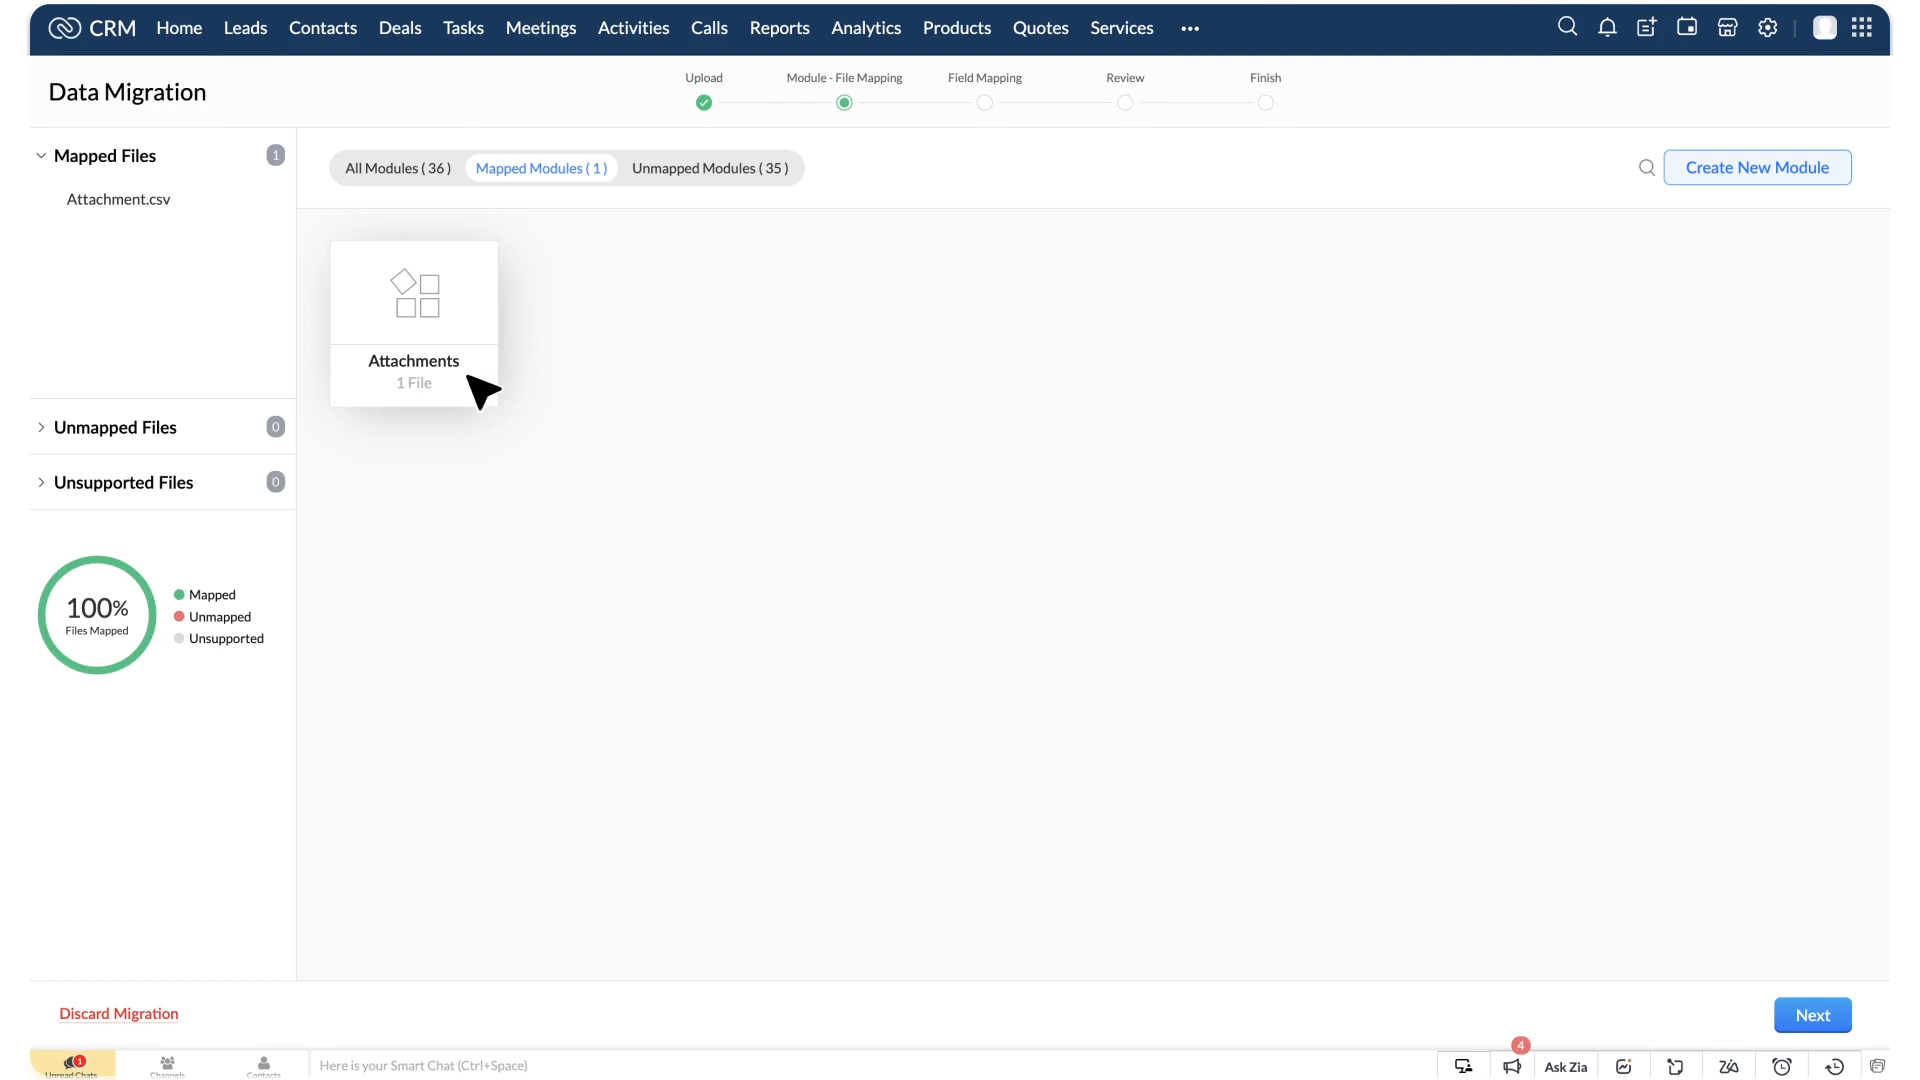 CRM Home Leads Contacts Deals Tasks Meetings Activities Calls Reports Analytics Products Quotes Services •••
Data Migration
Upload Module - File Mapping Field Mapping Review Finish
Mapped Files 1
Attachment.csv
All Modules ( 36 ) Mapped Modules ( 1 ) Unmapped Modules ( 35 )
Create New Module
Attachments
1 File
Unmapped Files 0
Unsupported Files 0
100%
Files Mapped
Mapped
Unmapped
Unsupported
Discard Migration
Next
1
Unread Chats Channels Contacts
Here is your Smart Chat (Ctrl+Space)
4
Ask Zia